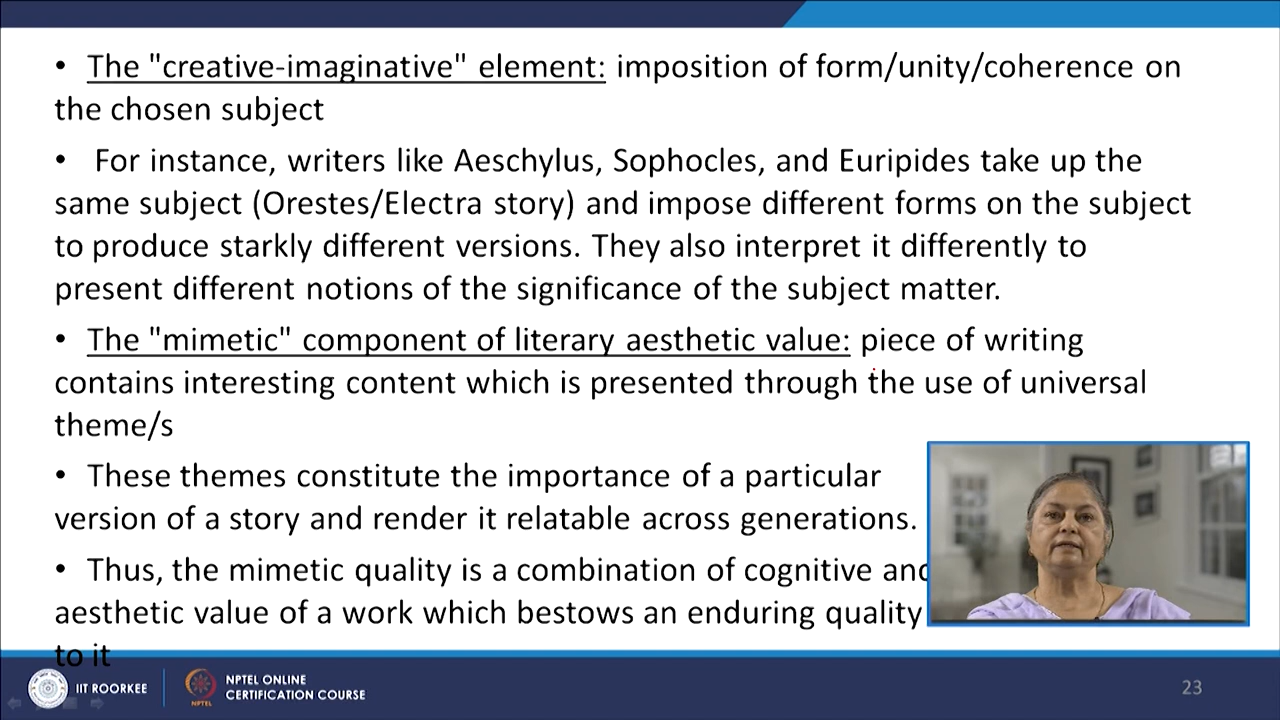 • The "creative-imaginative" element: imposition of form/unity/coherence on
the chosen subject
• For instance, writers like Aeschylus, Sophocles, and Euripides take up the
same subject (Orestes/Electra story) and impose different forms on the subject
to produce starkly different versions. They also interpret it differently to
present different notions of the significance of the subject matter.
• The "mimetic" component of literary aesthetic value: piece of writing
contains interesting content which is presented through the use of universal
theme/s
• These themes constitute the importance of a particular
version of a story and render it relatable across generations.
• Thus, the mimetic quality is a combination of cognitive and
aesthetic value of a work which bestows an enduring quality
to it
IIT ROORKEE
NPTEL
NPTEL ONLINE
CERTIFICATION COURSE
23